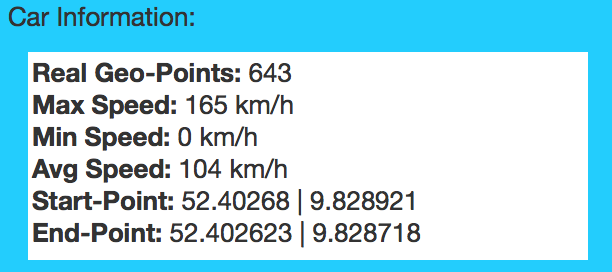 Car Information:
Real Geo-Points: 643
Max Speed: 165 km/h
Min Speed: 0 km/h
Avg Speed: 104 km/h
Start-Point: 52.40268 | 9.828921
End-Point: 52.402623 | 9.828718